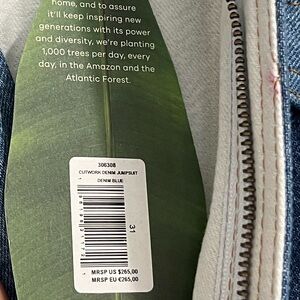 home, and to assure
it'll keep inspiring new
generations with its power
and diversity, we're planting
1,000 trees per day, every
day, in the Amazon and the
Atlantic Forest.
306308
CUTWORK DENIM JUMPSUIT
DENIM BLUE
31
MRSP US $265,00
MRSP EU €265,00